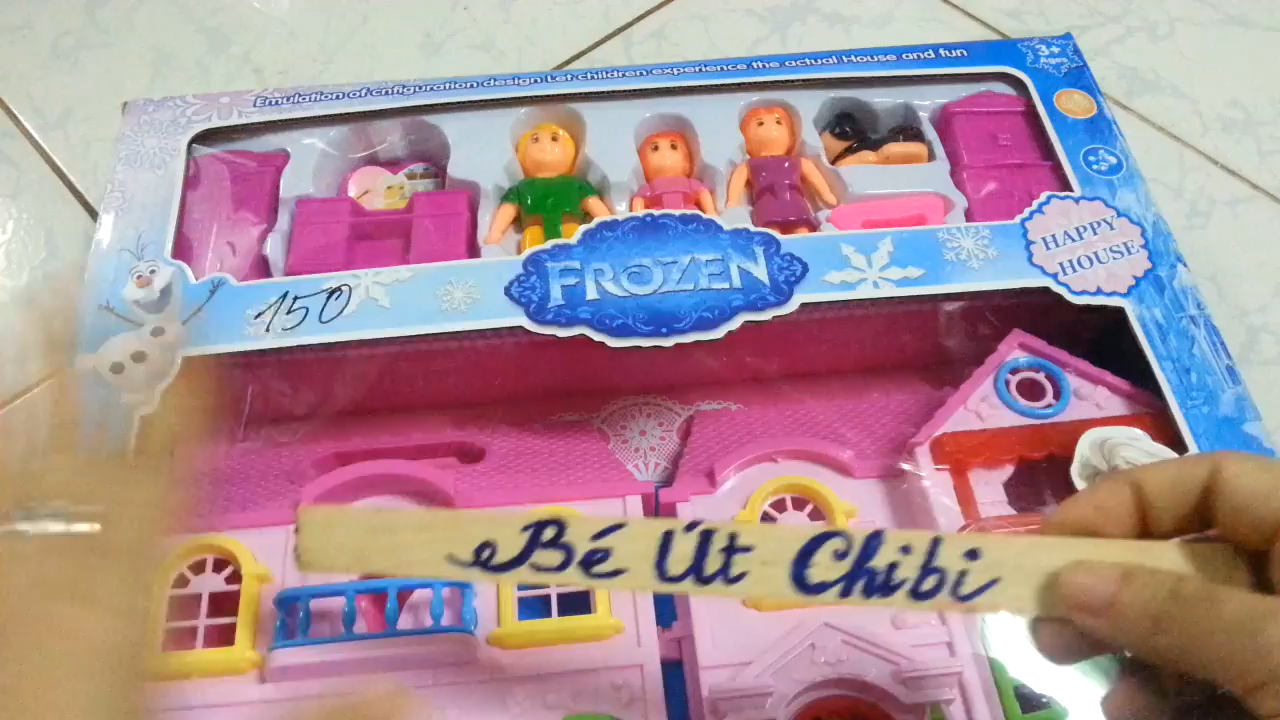 Emulation of cnfiguration design Let children experience the actual House and fun
3+
Ages
FROZEN
HAPPY
HOUSE
150
Bé Út Chibi